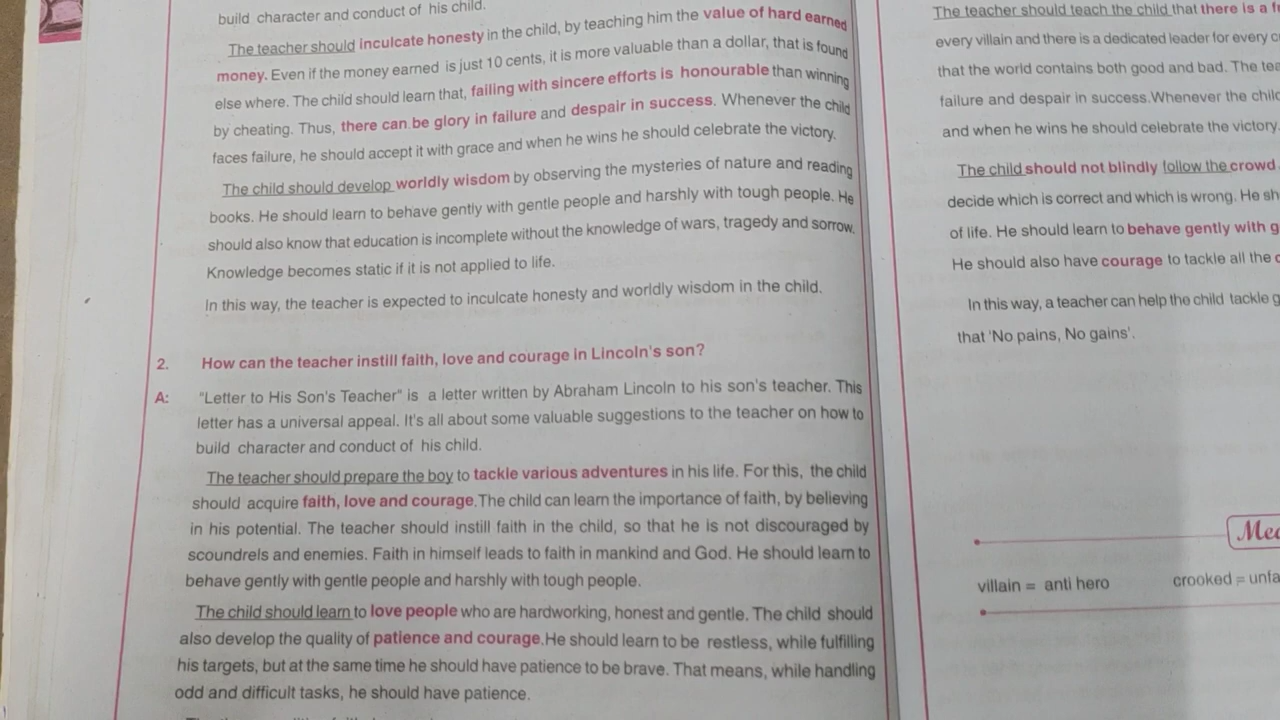 build character and conduct of his child.
The teacher should inculcate honesty in the child, by teaching him the value of hard earned
money. Even if the money earned is just 10 cents, it is more valuable than a dollar, that is found
else where. The child should learn that, failing with sincere efforts is honourable than winning
by cheating. Thus, there can be glory in failure and despair in success. Whenever the child
faces failure, he should accept it with grace and when he wins he should celebrate the victory.
The child should develop worldly wisdom by observing the mysteries of nature and reading
books. He should learn to behave gently with gentle people and harshly with tough people. He
should also know that education is incomplete without the knowledge of wars, tragedy and sorrow.
Knowledge becomes static if it is not applied to life.
In this way, the teacher is expected to inculcate honesty and worldly wisdom in the child.
2. How can the teacher instill faith, love and courage in Lincoln's son?
A: "Letter to His Son's Teacher" is a letter written by Abraham Lincoln to his son's teacher. This
letter has a universal appeal. It's all about some valuable suggestions to the teacher on how to
build character and conduct of his child.
The teacher should prepare the boy to tackle various adventures in his life. For this, the child
should acquire faith, love and courage.The child can learn the importance of faith, by believing
in his potential. The teacher should instill faith in the child, so that he is not discouraged by
scoundrels and enemies. Faith in himself leads to faith in mankind and God. He should learn to
behave gently with gentle people and harshly with tough people.
The child should learn to love people who are hardworking, honest and gentle. The child should
also develop the quality of patience and courage.He should learn to be restless, while fulfilling
his targets, but at the same time he should have patience to be brave. That means, while handling
odd and difficult tasks, he should have patience.
The teacher should teach the child that there is a
every villain and there is a dedicated leader for every
that the world contains both good and bad. The
failure and despair in success.Whenever the
and when he wins he should celebrate the victory.
The child should not blindly follow the crowd
decide which is correct and which is wrong. He
of life. He should learn to behave gently with
He should also have courage to tackle all the
In this way, a teacher can help the child tackle
that 'No pains, No gains'.
villain = anti hero crooked =